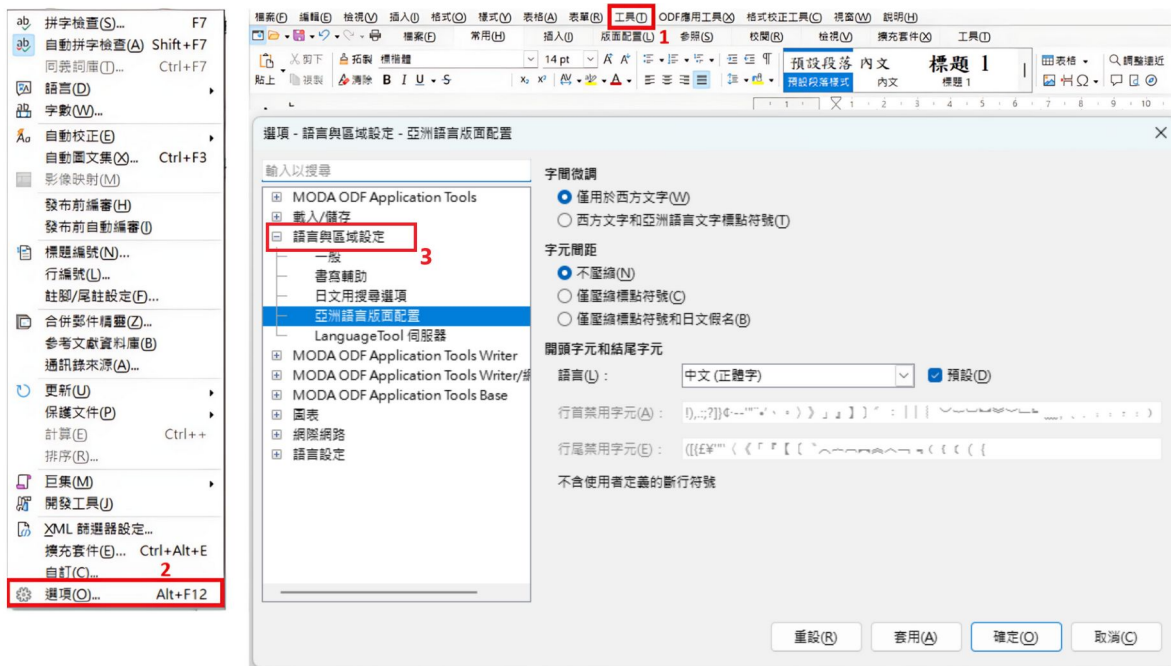 拼字檢查(S)... F7
自動拼字檢查(A) Shift+F7
同義詞庫(T)... Ctrl+F7
語言(D)
字數(W)...
自動校正(E)
自動圖文集(X)... Ctrl+F3
影像映射(M)
發布前編審(H)
發布前自動編審(I)
標題編號(N)...
行編號(L)...
註腳/尾註設定(F)...
合併郵件精靈(Z)...
參考文獻資料庫(B)
通訊錄來源(A)...
更新(U)
保護文件(P)
計算(E) Ctrl++
排序(R)...
巨集(M)
開發工具(J)
XML 篩選器設定...
擴充套件(E)... Ctrl+Alt+E
自訂(C)...
2
選項(O)... Alt+F12
檔案(F) 編輯(E) 檢視(V) 插入(I) 格式(O) 樣式(Y) 表格(A) 表單(R) 工具(T) ODF應用工具(X) 格式校正工具(C) 視窗(W) 說明(H)
檔案(F) 常用(H) 插入(I) 版面配置(L) 1 參照(S) 校閱(R) 檢視(V) 擴充套件(X) 工具(T)
剪下 拓製 標楷體 14 pt 預設段落 內文 標題 1 表格 調整遠近
貼上 複製 清除 B I U S 預設段落樣式 內文 標題 1
1 1 2 3 4 5 6 7 8 9 10
選項 - 語言與區域設定 - 亞洲語言版面配置
輸入以搜尋
MODA ODF Application Tools
載入/儲存
語言與區域設定
3
一般
書寫輔助
日文用搜尋選項
亞洲語言版面配置
LanguageTool 伺服器
MODA ODF Application Tools Writer
MODA ODF Application Tools Writer/
MODA ODF Application Tools Base
圖表
網際網路
語言設定
字間微調
僅用於西方文字(W)
西方文字和亞洲語言文字標點符號(T)
字元間距
不壓縮(N)
僅壓縮標點符號(C)
僅壓縮標點符號和日文假名(B)
開頭字元和結尾字元
語言(L)： 中文 (正體字) 預設(D)
行首禁用字元(A)：
行尾禁用字元(E)：
不含使用者定義的斷行符號
重設(R) 套用(A) 確定(O) 取消(C)